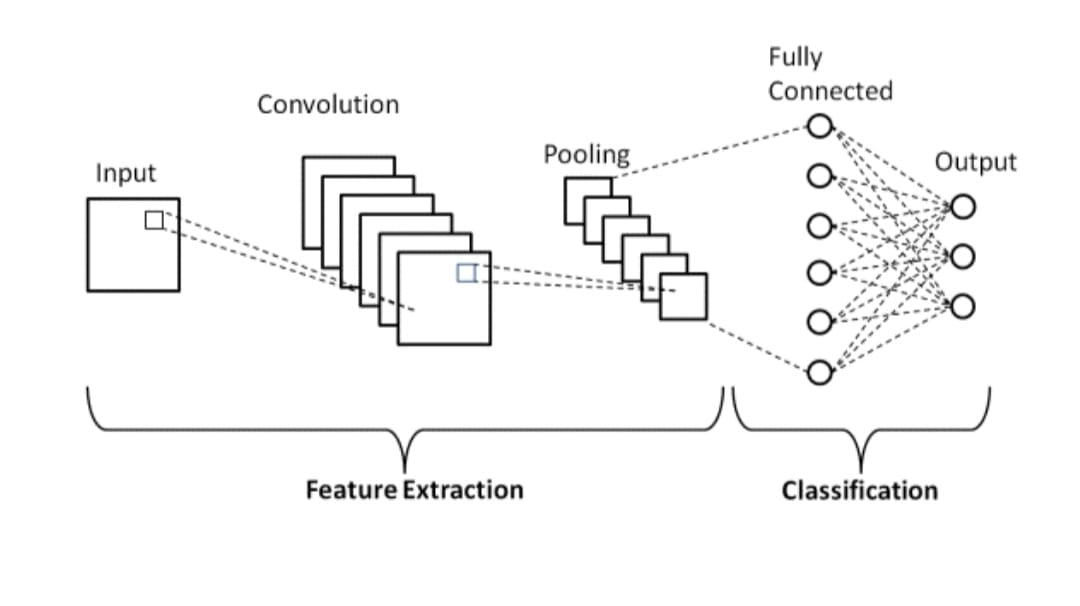 Input
Convolution
Pooling
Fully
Connected
Output
Feature Extraction
Classification